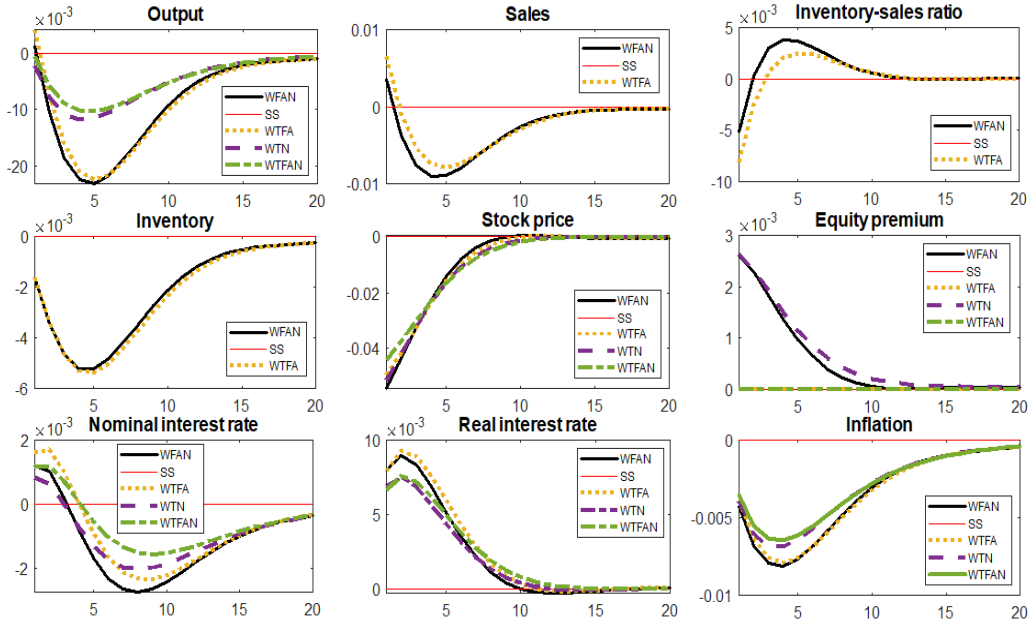 Output
×10⁻³
0
-10
-20
5
10
15
20
WFAN
SS
WTFA
WTN
WTFAN
Sales
0.01
0
-0.01
5
10
15
20
WFAN
SS
WTFA
Inventory-sales ratio
×10⁻³
5
0
-5
-10
5
10
15
20
WFAN
SS
WTFA
Inventory
×10⁻³
0
-2
-4
-6
5
10
15
20
WFAN
SS
WTFA
Stock price
0
-0.02
-0.04
5
10
15
20
WFAN
SS
WTFA
WTN
WTFAN
Equity premium
×10⁻³
3
2
1
0
5
10
15
20
WFAN
SS
WTFA
WTN
WTFAN
Nominal interest rate
×10⁻³
2
0
-2
5
10
15
20
WFAN
SS
WTFA
WTN
WTFAN
Real interest rate
×10⁻³
10
5
0
5
10
15
20
WFAN
SS
WTFA
WTN
WTFAN
Inflation
0
-0.005
-0.01
5
10
15
20
WFAN
SS
WTFA
WTN
WTFAN